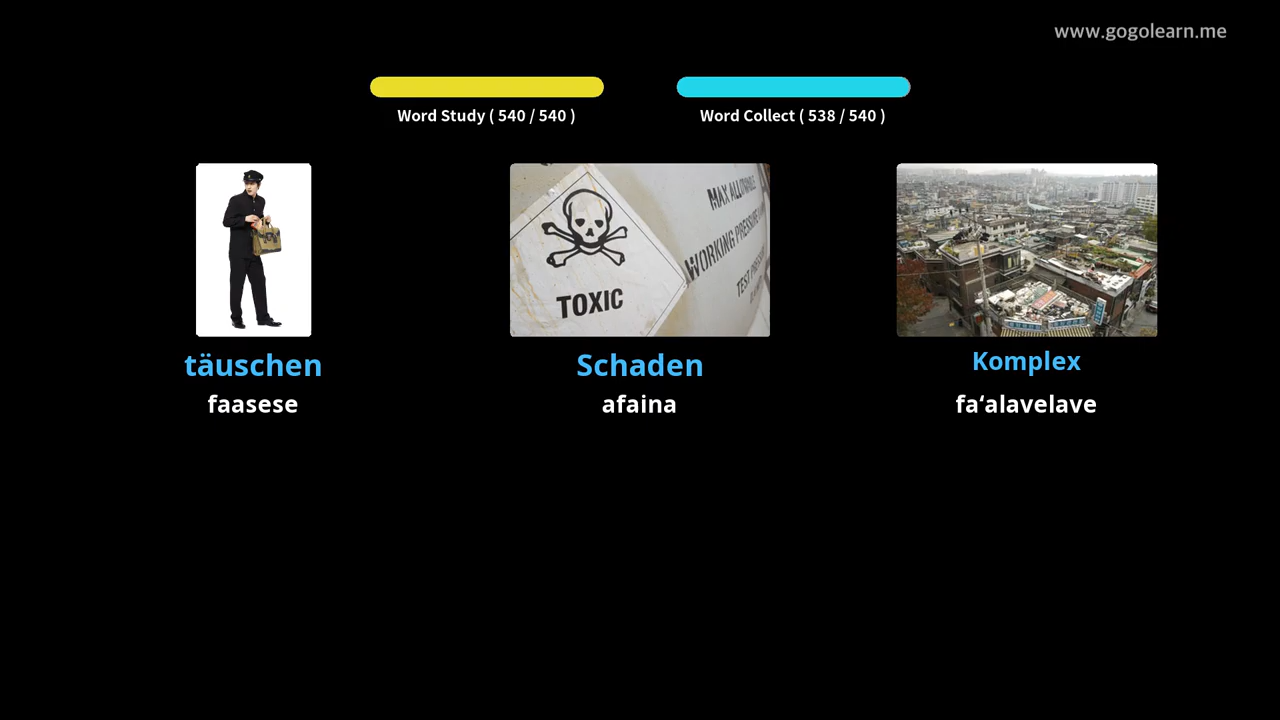 www.gogolearn.me
Word Study ( 540 / 540 )
Word Collect ( 538 / 540 )
TOXIC
MAX ALLOWABLE
WORKING PRESSURE
TEST PRESS
täuschen
Schaden
Komplex
faasese
afaina
fa‘alavelave